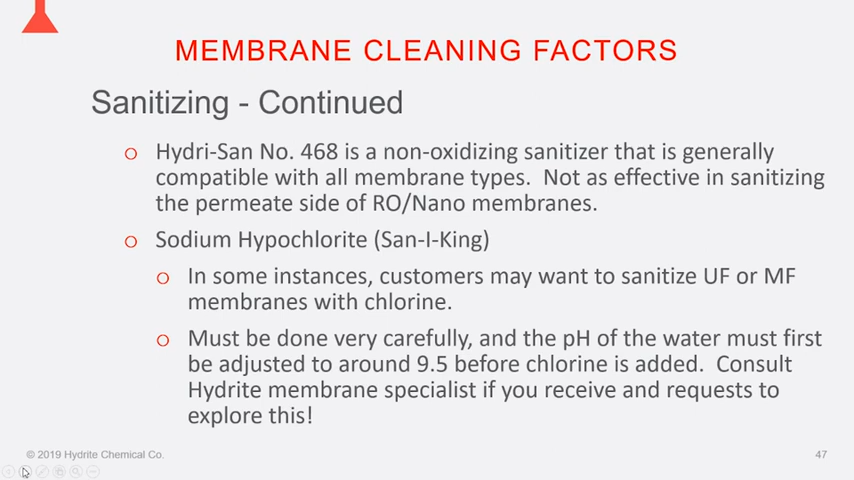 MEMBRANE CLEANING FACTORS
Sanitizing - Continued
Hydri-San No. 468 is a non-oxidizing sanitizer that is generally
compatible with all membrane types.  Not as effective in sanitizing
the permeate side of RO/Nano membranes.
Sodium Hypochlorite (San-I-King)
In some instances, customers may want to sanitize UF or MF
membranes with chlorine.
Must be done very carefully, and the pH of the water must first
be adjusted to around 9.5 before chlorine is added.  Consult
Hydrite membrane specialist if you receive and requests to
explore this!
© 2019 Hydrite Chemical Co.
47